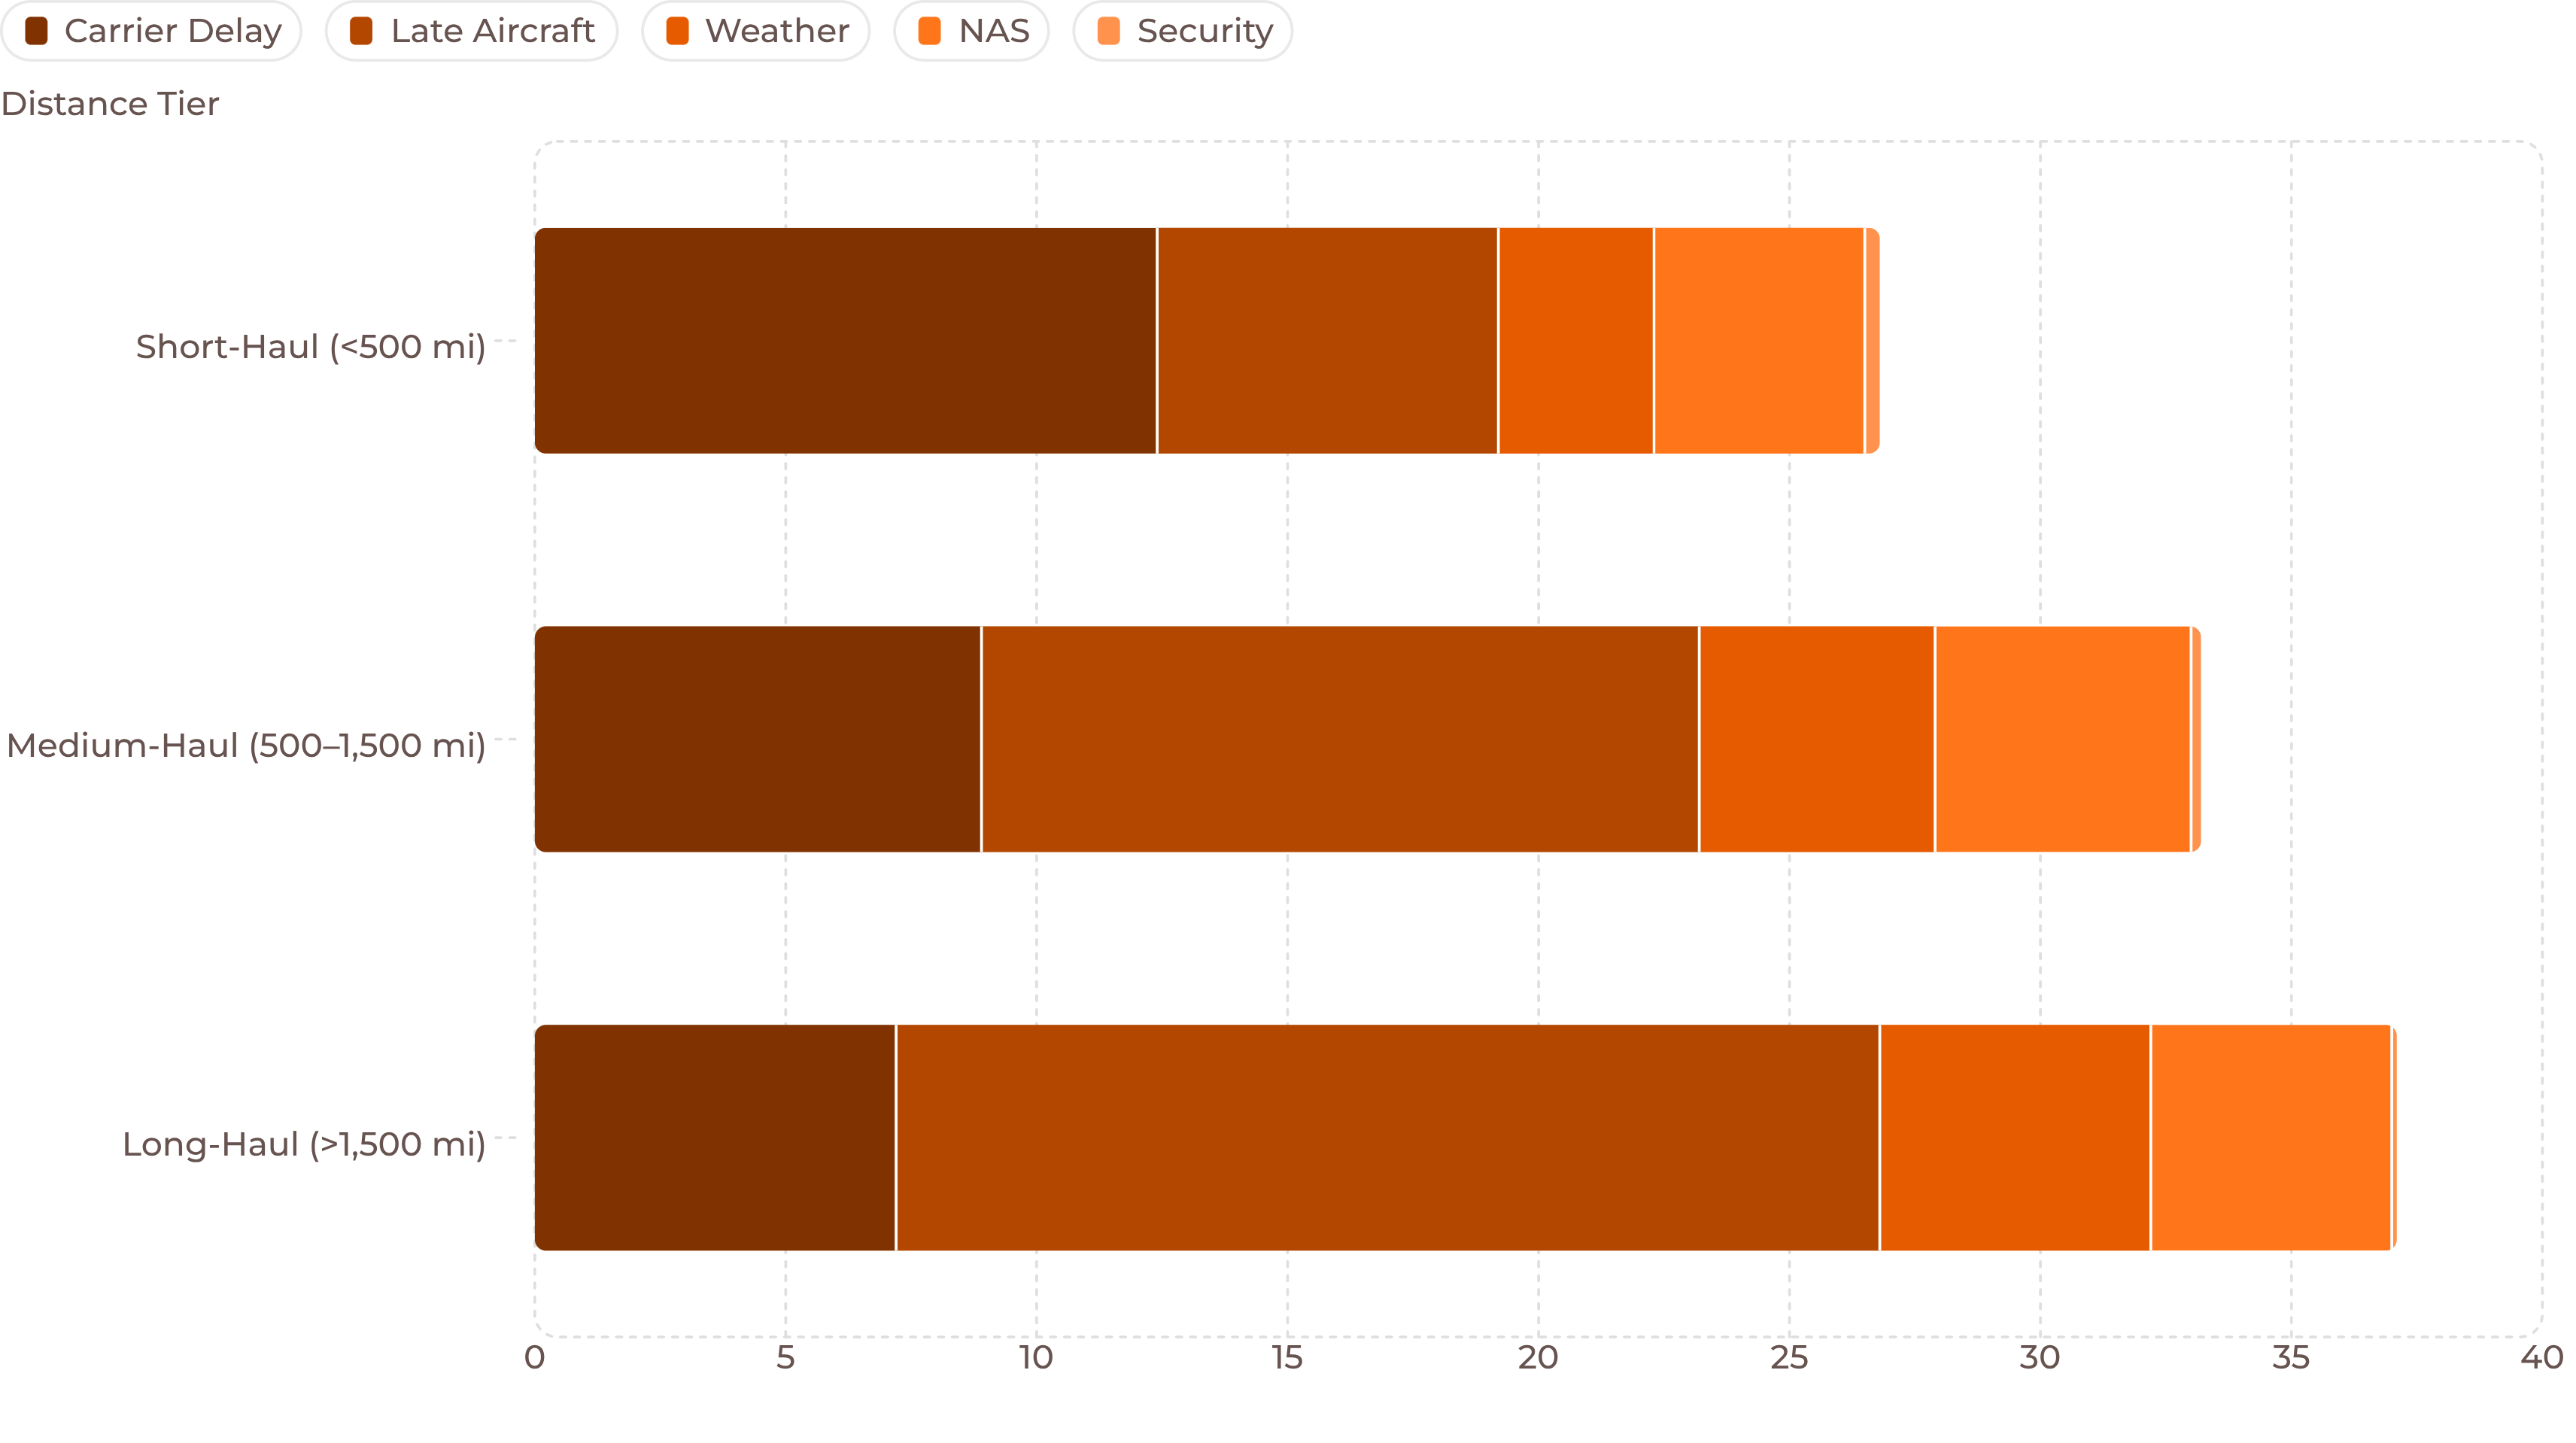 Carrier Delay Late Aircraft Weather NAS Security
Distance Tier
Short-Haul (<500 mi)
Medium-Haul (500–1,500 mi)
Long-Haul (>1,500 mi)
0 5 10 15 20 25 30 35 40